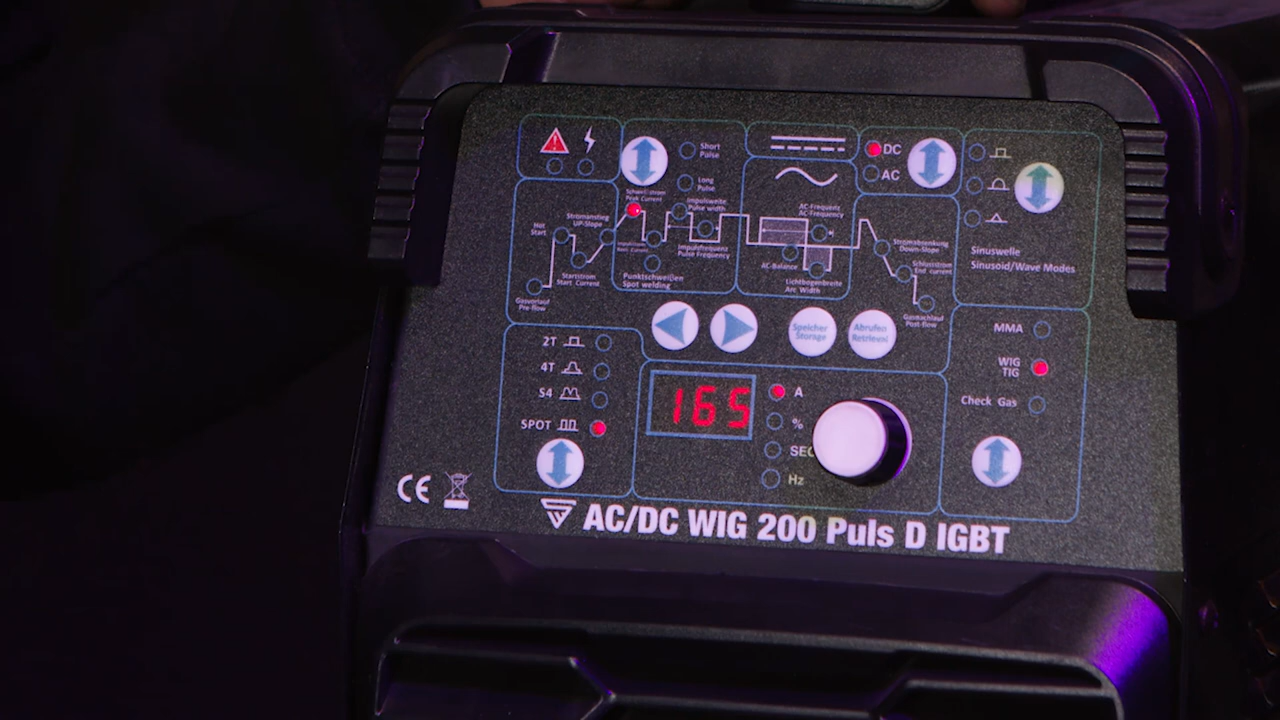 Short
Pulse
Long
Pulse
DC
AC
Schweißstrom
Peak Current
Impulsweite
Pulse width
Stromanstieg
UP-Slope
Hot
Start
Impulsfrequenz
Pulse Frequency
Startstrom
Start Current
Punktschweißen
Spot welding
Gasvorlauf
Pre-flow
AC-Frequenz
AC-Frequency
AC-Balance
Lichtbogenbreite
Arc Width
Stromabsenkung
Down-Slope
Schlussstrom
End current
Gasnachlauf
Post-flow
Sinuswelle
Sinusoid/Wave Modes
Speicher
Storage
Abrufen
Retrieval
2T
4T
S4
SPOT
165
A
%
SEC
Hz
MMA
WIG
TIG
Check Gas
CE
AC/DC WIG 200 Puls D IGBT